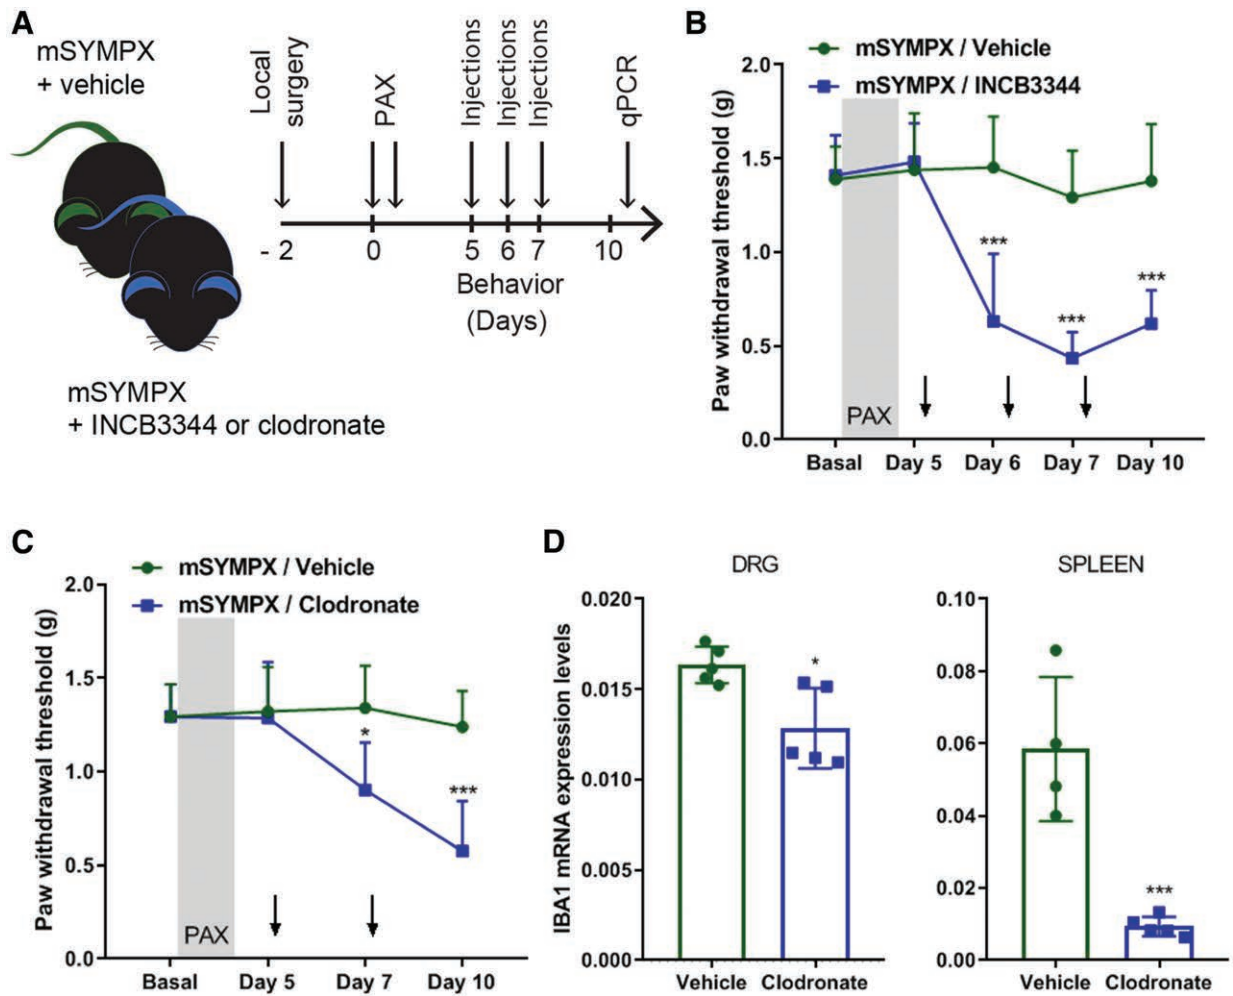 A
mSYMPX
+ vehicle
Local
surgery
PAX
Injections
Injections
Injections
qPCR
- 2
0
5
6
7
10
Behavior
(Days)
mSYMPX
+ INCB3344 or clodronate
B
mSYMPX / Vehicle
mSYMPX / INCB3344
Paw withdrawal threshold (g)
2.0
1.5
1.0
0.5
0.0
***
***
***
PAX
Basal
Day 5
Day 6
Day 7
Day 10
C
mSYMPX / Vehicle
mSYMPX / Clodronate
Paw withdrawal threshold (g)
2.0
1.5
1.0
0.5
0.0
*
***
PAX
Basal
Day 5
Day 7
Day 10
D
DRG
IBA1 mRNA expression levels
0.020
0.015
0.010
0.005
0.000
*
Vehicle
Clodronate
SPLEEN
0.10
0.08
0.06
0.04
0.02
0.00
***
Vehicle
Clodronate